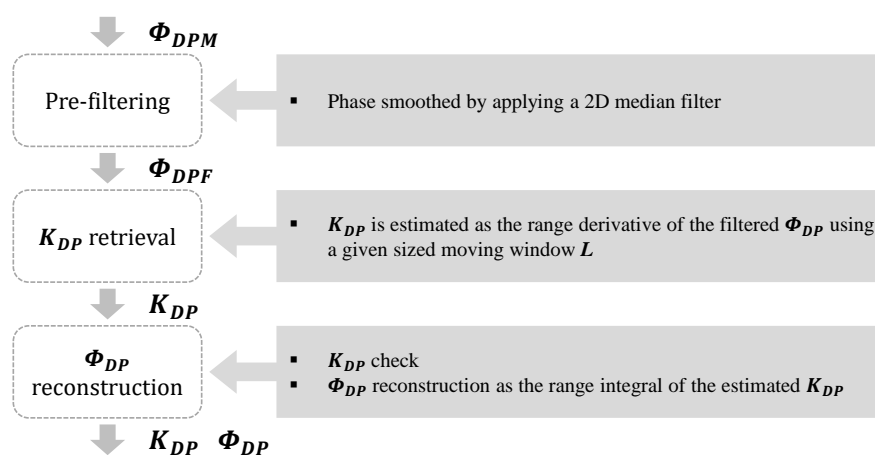 Φ_DPM
Pre-filtering
▪ Phase smoothed by applying a 2D median filter
Φ_DPF
K_DP retrieval
▪ K_DP is estimated as the range derivative of the filtered Φ_DP using
a given sized moving window L
K_DP
Φ_DP
reconstruction
▪ K_DP check
▪ Φ_DP reconstruction as the range integral of the estimated K_DP
K_DP Φ_DP